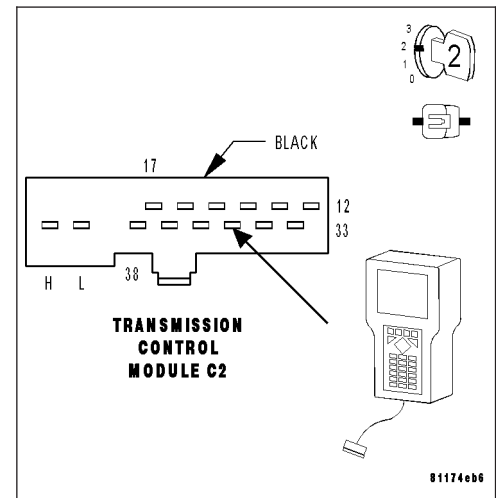 3
2
1
0
2
BLACK
17
12
33
H L 38
TRANSMISSION
CONTROL
MODULE C2
81174eb6